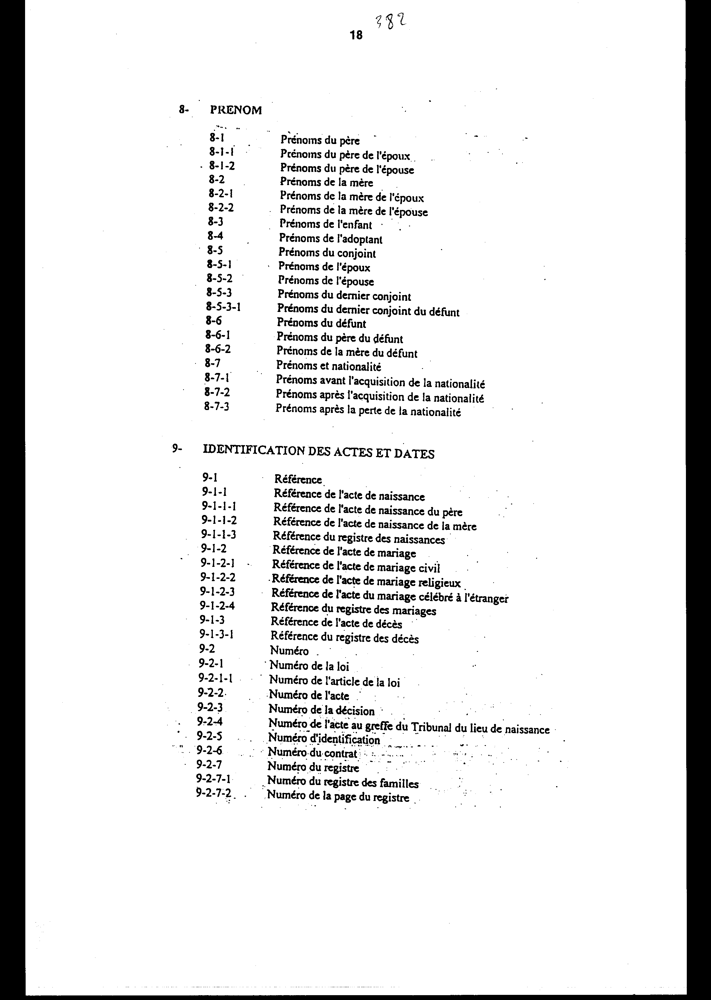 382
18
8- PRENOM
8-1 Prénoms du père
8-1-1 Prénoms du père de l'époux
8-1-2 Prénoms du père de l'épouse
8-2 Prénoms de la mère
8-2-1 Prénoms de la mère de l'époux
8-2-2 Prénoms de la mère de l'épouse
8-3 Prénoms de l'enfant
8-4 Prénoms de l'adoptant
8-5 Prénoms du conjoint
8-5-1 Prénoms de l'époux
8-5-2 Prénoms de l'épouse
8-5-3 Prénoms du dernier conjoint
8-5-3-1 Prénoms du dernier conjoint du défunt
8-6 Prénoms du défunt
8-6-1 Prénoms du père du défunt
8-6-2 Prénoms de la mère du défunt
8-7 Prénoms et nationalité
8-7-1 Prénoms avant l'acquisition de la nationalité
8-7-2 Prénoms après l'acquisition de la nationalité
8-7-3 Prénoms après la perte de la nationalité
9- IDENTIFICATION DES ACTES ET DATES
9-1 Référence
9-1-1 Référence de l'acte de naissance
9-1-1-1 Référence de l'acte de naissance du père
9-1-1-2 Référence de l'acte de naissance de la mère
9-1-1-3 Référence du registre des naissances
9-1-2 Référence de l'acte de mariage
9-1-2-1 Référence de l'acte de mariage civil
9-1-2-2 Référence de l'acte de mariage religieux
9-1-2-3 Référence de l'acte du mariage célébré à l'étranger
9-1-2-4 Référence du registre des mariages
9-1-3 Référence de l'acte de décès
9-1-3-1 Référence du registre des décès
9-2 Numéro
9-2-1 Numéro de la loi
9-2-1-1 Numéro de l'article de la loi
9-2-2 Numéro de l'acte
9-2-3 Numéro de la décision
9-2-4 Numéro de l'acte au greffe du Tribunal du lieu de naissance
9-2-5 Numéro d'identification
9-2-6 Numéro du contrat
9-2-7 Numéro du registre
9-2-7-1 Numéro du registre des familles
9-2-7-2 Numéro de la page du registre